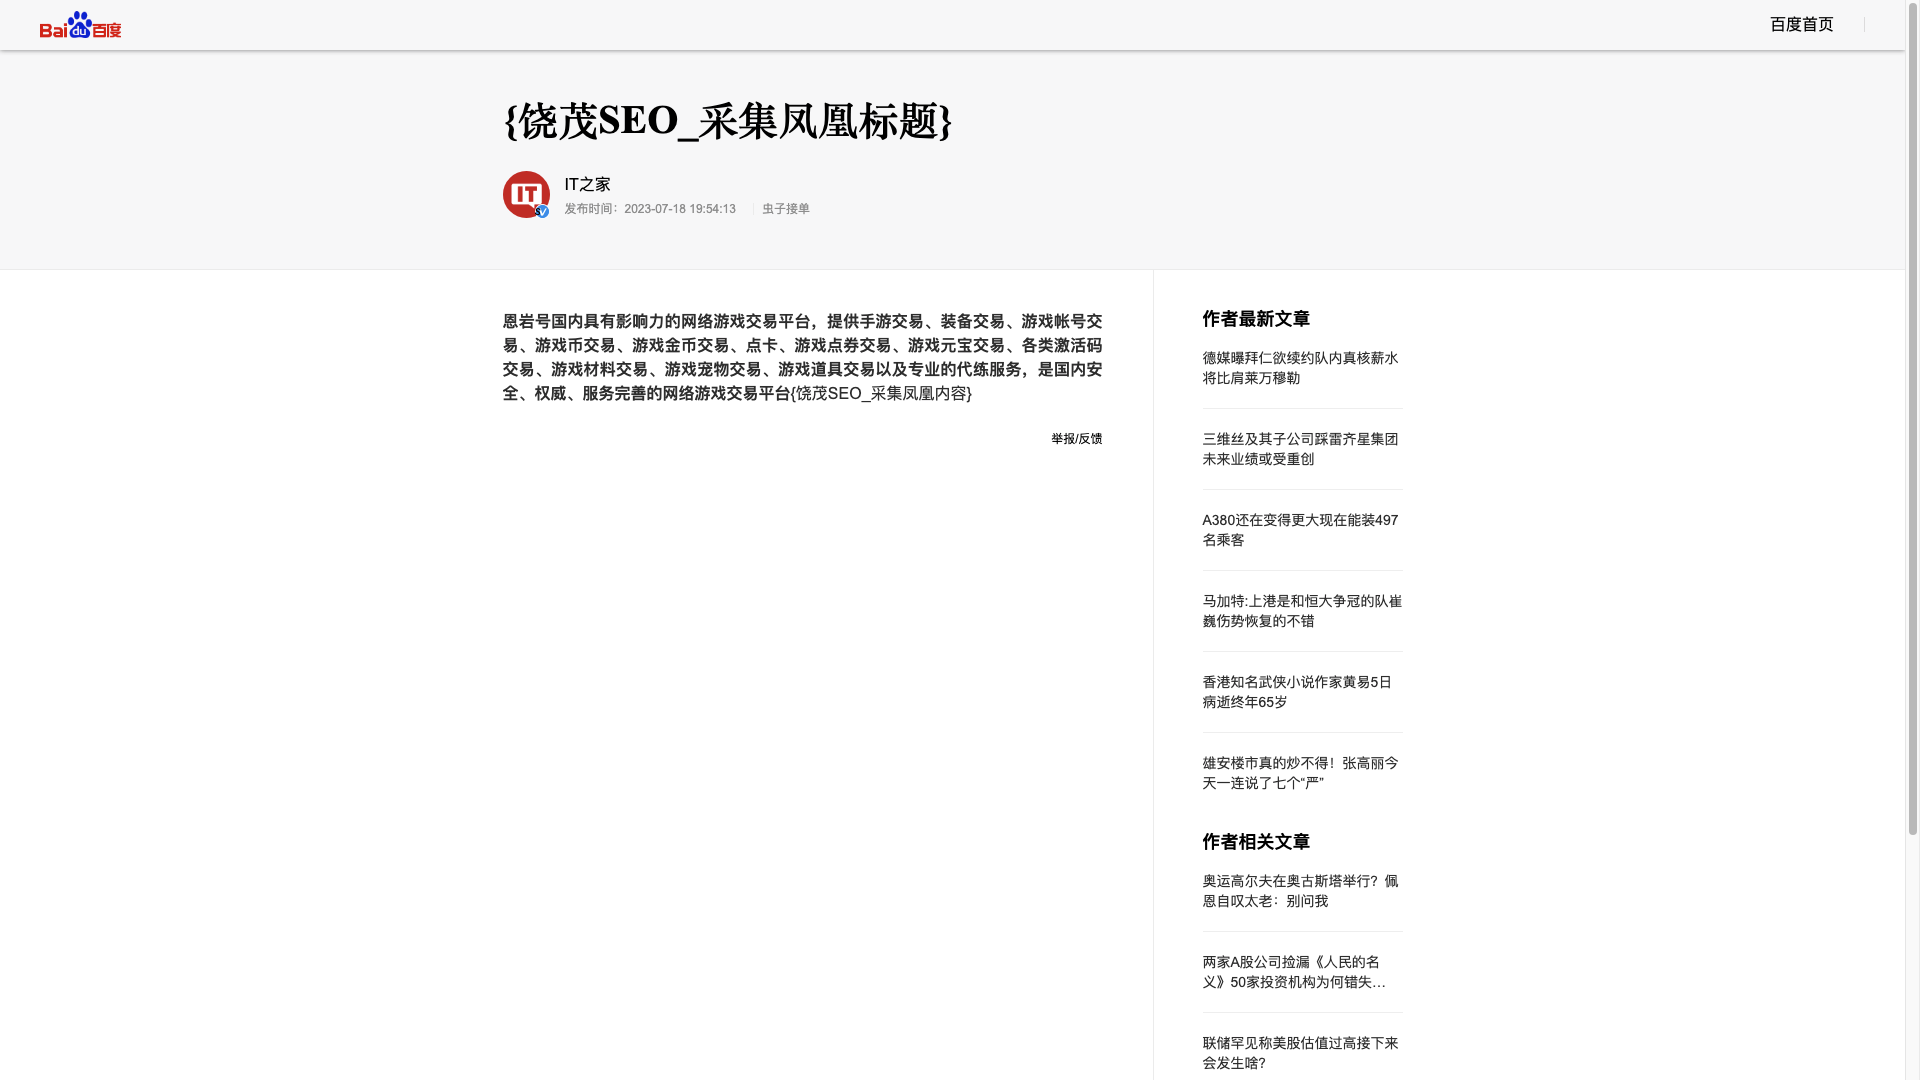 Bai du 百度
百度首页
{饶茂SEO_采集凤凰标题}
IT
IT之家
发布时间：2023-07-18 19:54:13
虫子接单
恩岩号国内具有影响力的网络游戏交易平台，提供手游交易、装备交易、游戏帐号交
易、游戏币交易、游戏金币交易、点卡、游戏点券交易、游戏元宝交易、各类激活码
交易、游戏材料交易、游戏宠物交易、游戏道具交易以及专业的代练服务，是国内安
全、权威、服务完善的网络游戏交易平台{饶茂SEO_采集凤凰内容}
举报/反馈
作者最新文章
德媒曝拜仁欲续约队内真核薪水
将比肩莱万穆勒
三维丝及其子公司踩雷齐星集团
未来业绩或受重创
A380还在变得更大现在能装497
名乘客
马加特:上港是和恒大争冠的队崔
巍伤势恢复的不错
香港知名武侠小说作家黄易5日
病逝终年65岁
雄安楼市真的炒不得！张高丽今
天一连说了七个“严”
作者相关文章
奥运高尔夫在奥古斯塔举行？佩
恩自叹太老：别问我
两家A股公司捡漏《人民的名
义》50家投资机构为何错失…
联储罕见称美股估值过高接下来
会发生啥?